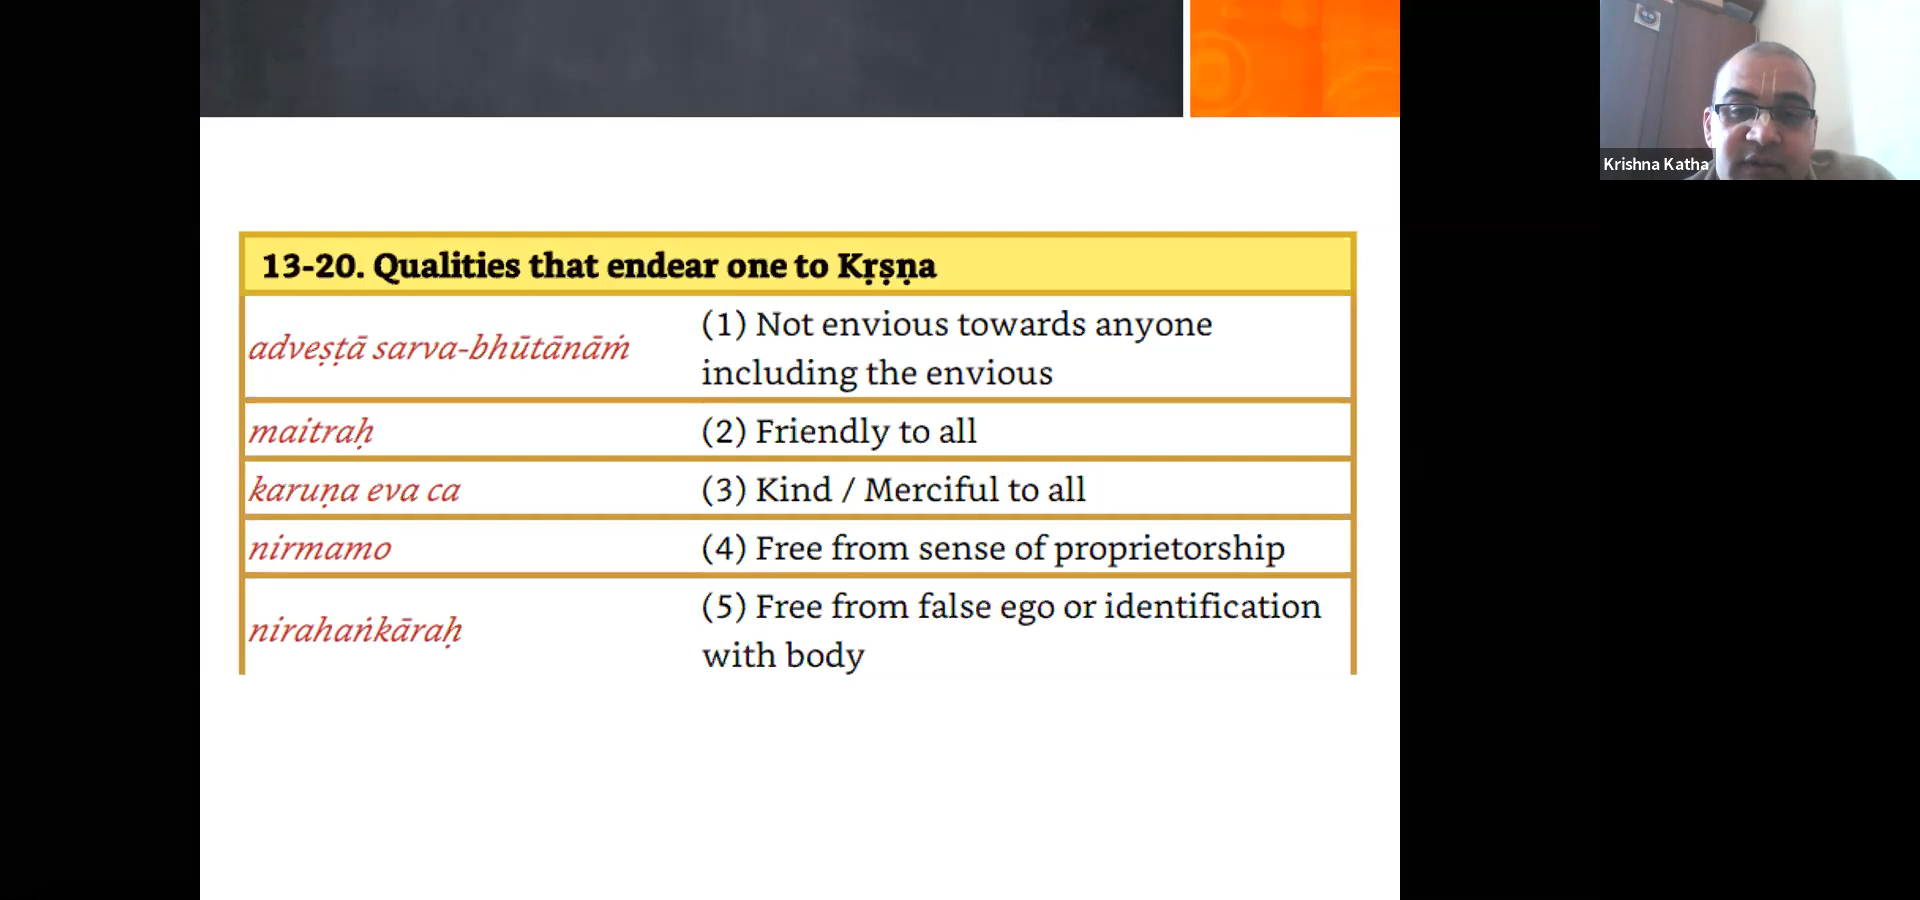 13-20. Qualities that endear one to Kṛṣṇa
adveṣṭā sarva-bhūtānāṁ
(1) Not envious towards anyone
including the envious
maitraḥ
(2) Friendly to all
karuṇa eva ca
(3) Kind / Merciful to all
nirmamo
(4) Free from sense of proprietorship
nirahaṅkāraḥ
(5) Free from false ego or identification
with body
Krishna Katha